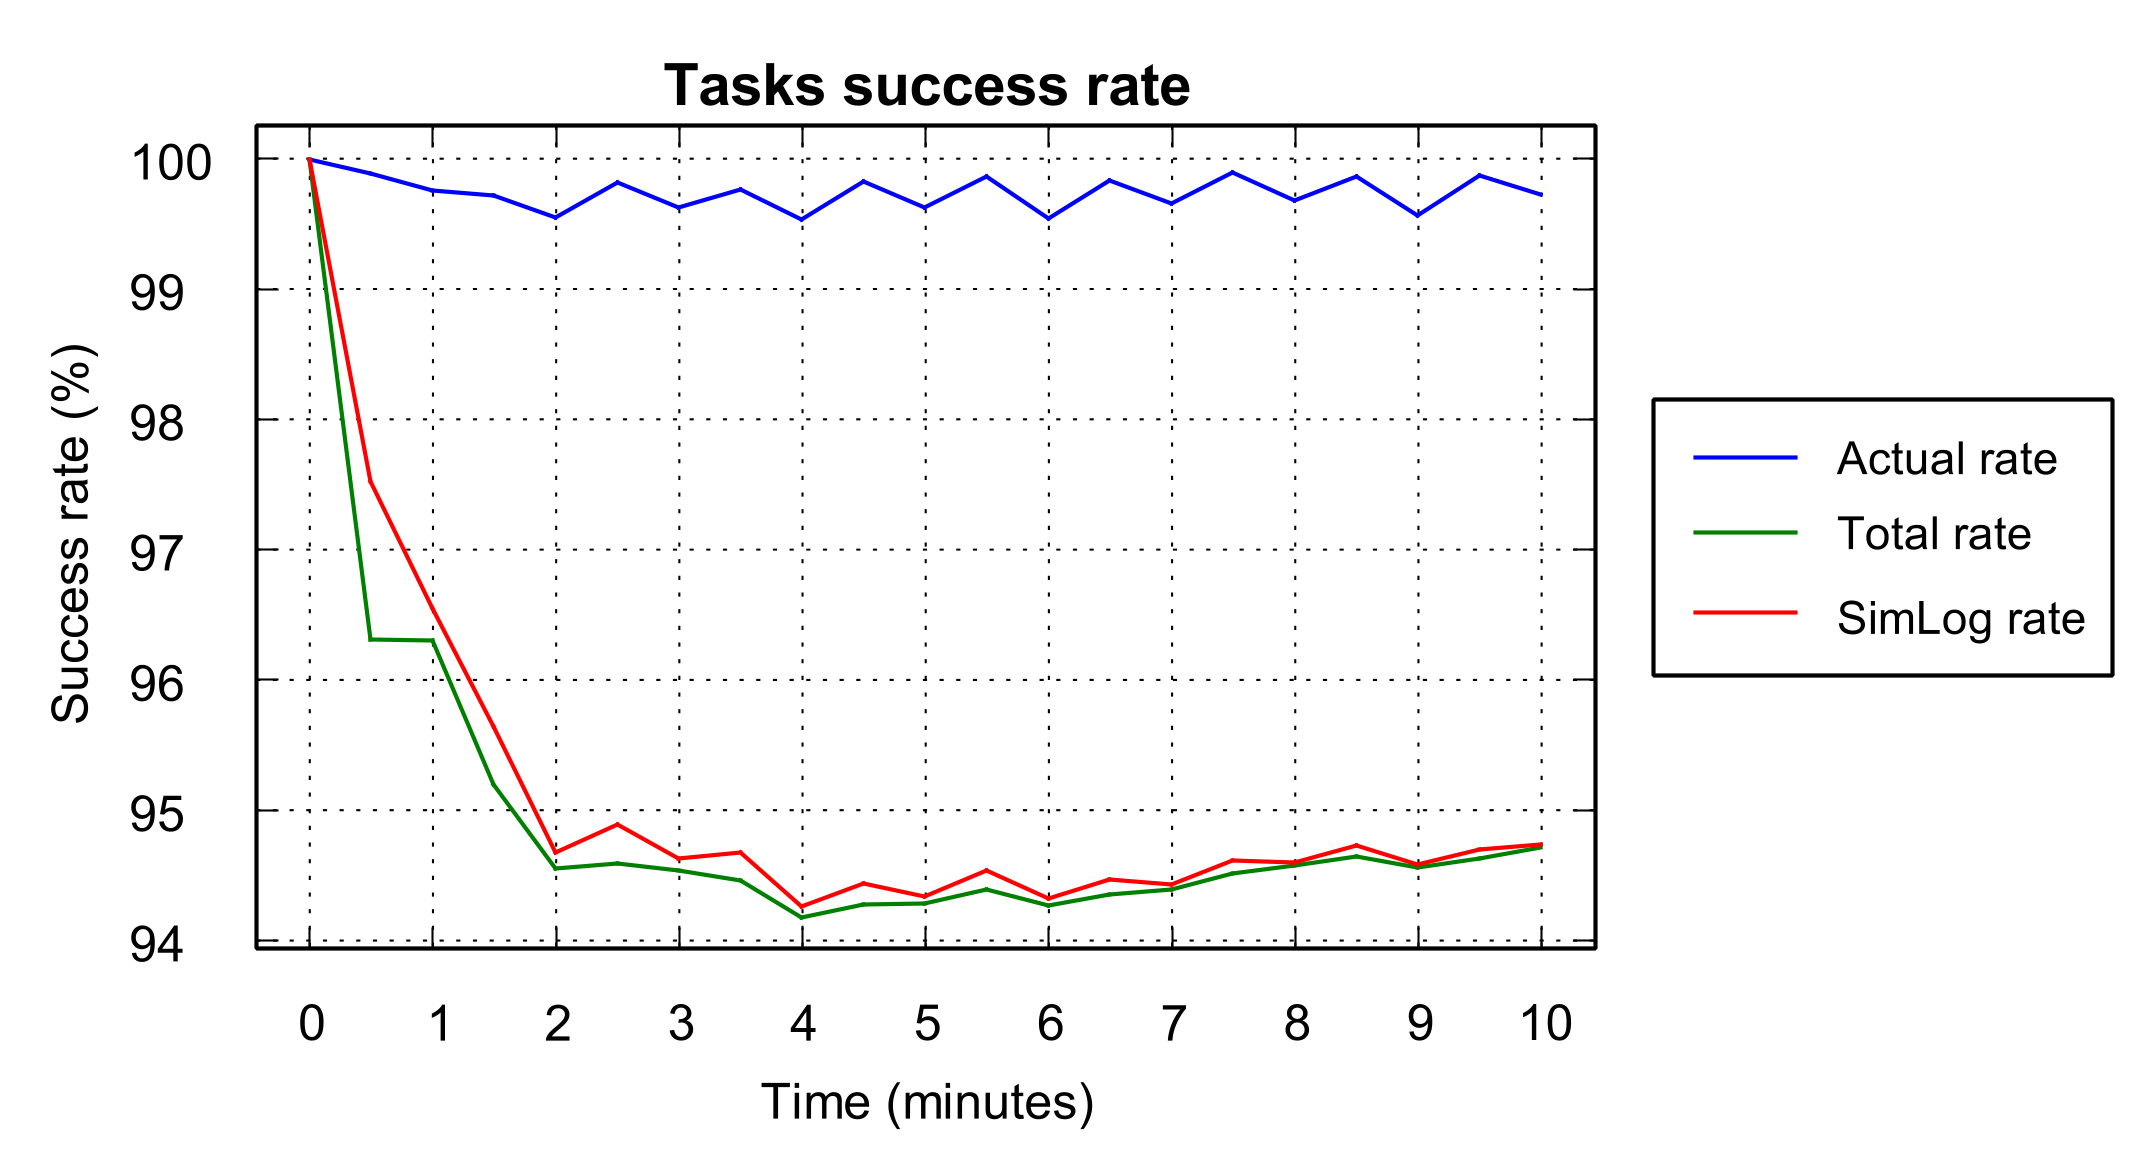 Tasks success rate
100
99
98
97
96
95
94
Success rate (%)
0 1 2 3 4 5 6 7 8 9 10
Time (minutes)
Actual rate
Total rate
SimLog rate